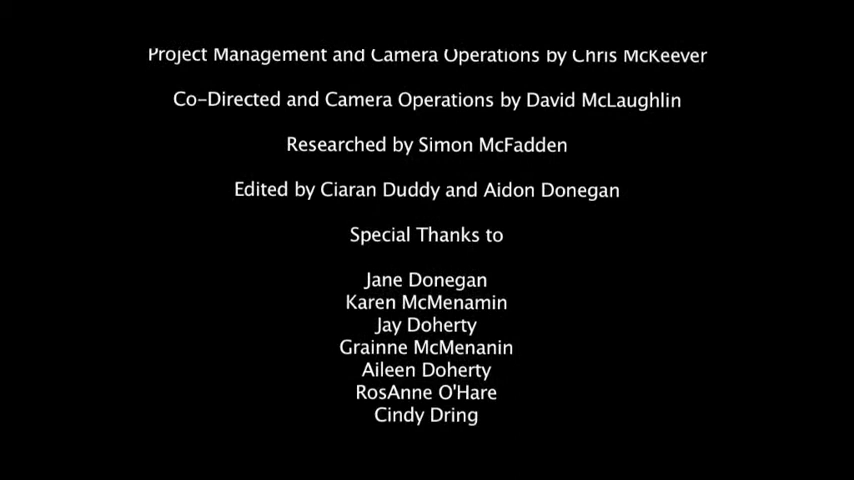 Project Management and Camera Operations by Chris McKeever
Co-Directed and Camera Operations by David McLaughlin
Researched by Simon McFadden
Edited by Ciaran Duddy and Aidon Donegan
Special Thanks to
Jane Donegan
Karen McMenamin
Jay Doherty
Grainne McMenanin
Aileen Doherty
RosAnne O'Hare
Cindy Dring